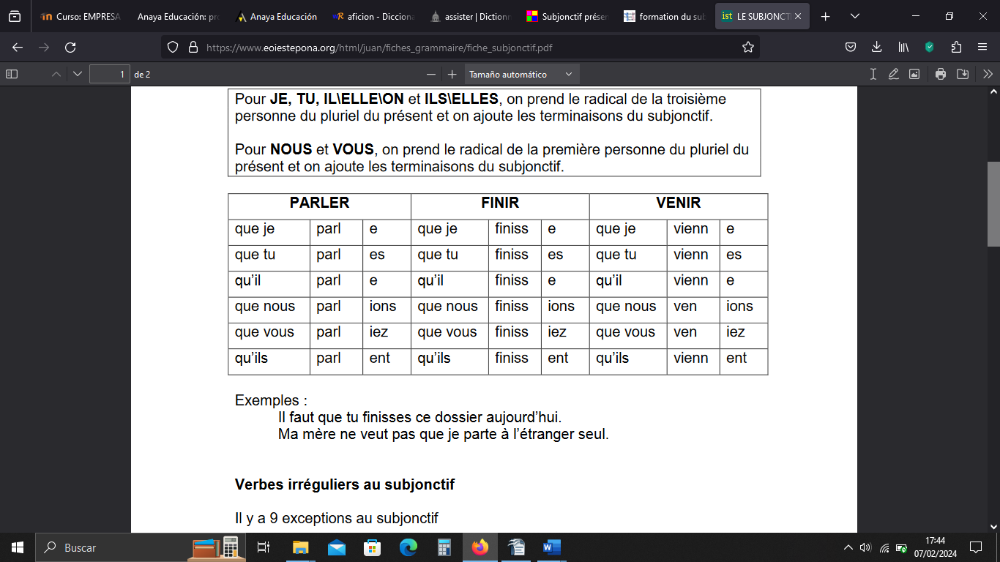 Curso: EMPRESA
Anaya Educación: pr
Anaya Educación
aficion - Dicciona
assister | Dictionn
Subjonctif présen
formation du sub
ist
LE SUBJONCTI
https://www.eoiestepona.org/html/juan/fiches_grammaire/fiche_subjonctif.pdf
1 de 2
Tamaño automático
Pour JE, TU, IL\ELLE\ON et ILS\ELLES, on prend le radical de la troisième
personne du pluriel du présent et on ajoute les terminaisons du subjonctif.
Pour NOUS et VOUS, on prend le radical de la première personne du pluriel du
présent et on ajoute les terminaisons du subjonctif.
PARLER FINIR VENIR
que je parl e que je finiss e que je vienn e
que tu parl es que tu finiss es que tu vienn es
qu'il parl e qu'il finiss e qu'il vienn e
que nous parl ions que nous finiss ions que nous ven ions
que vous parl iez que vous finiss iez que vous ven iez
qu'ils parl ent qu'ils finiss ent qu'ils vienn ent
Exemples :
Il faut que tu finisses ce dossier aujourd'hui.
Ma mère ne veut pas que je parte à l'étranger seul.
Verbes irréguliers au subjonctif
Il y a 9 exceptions au subjonctif
Buscar
17:44
07/02/2024